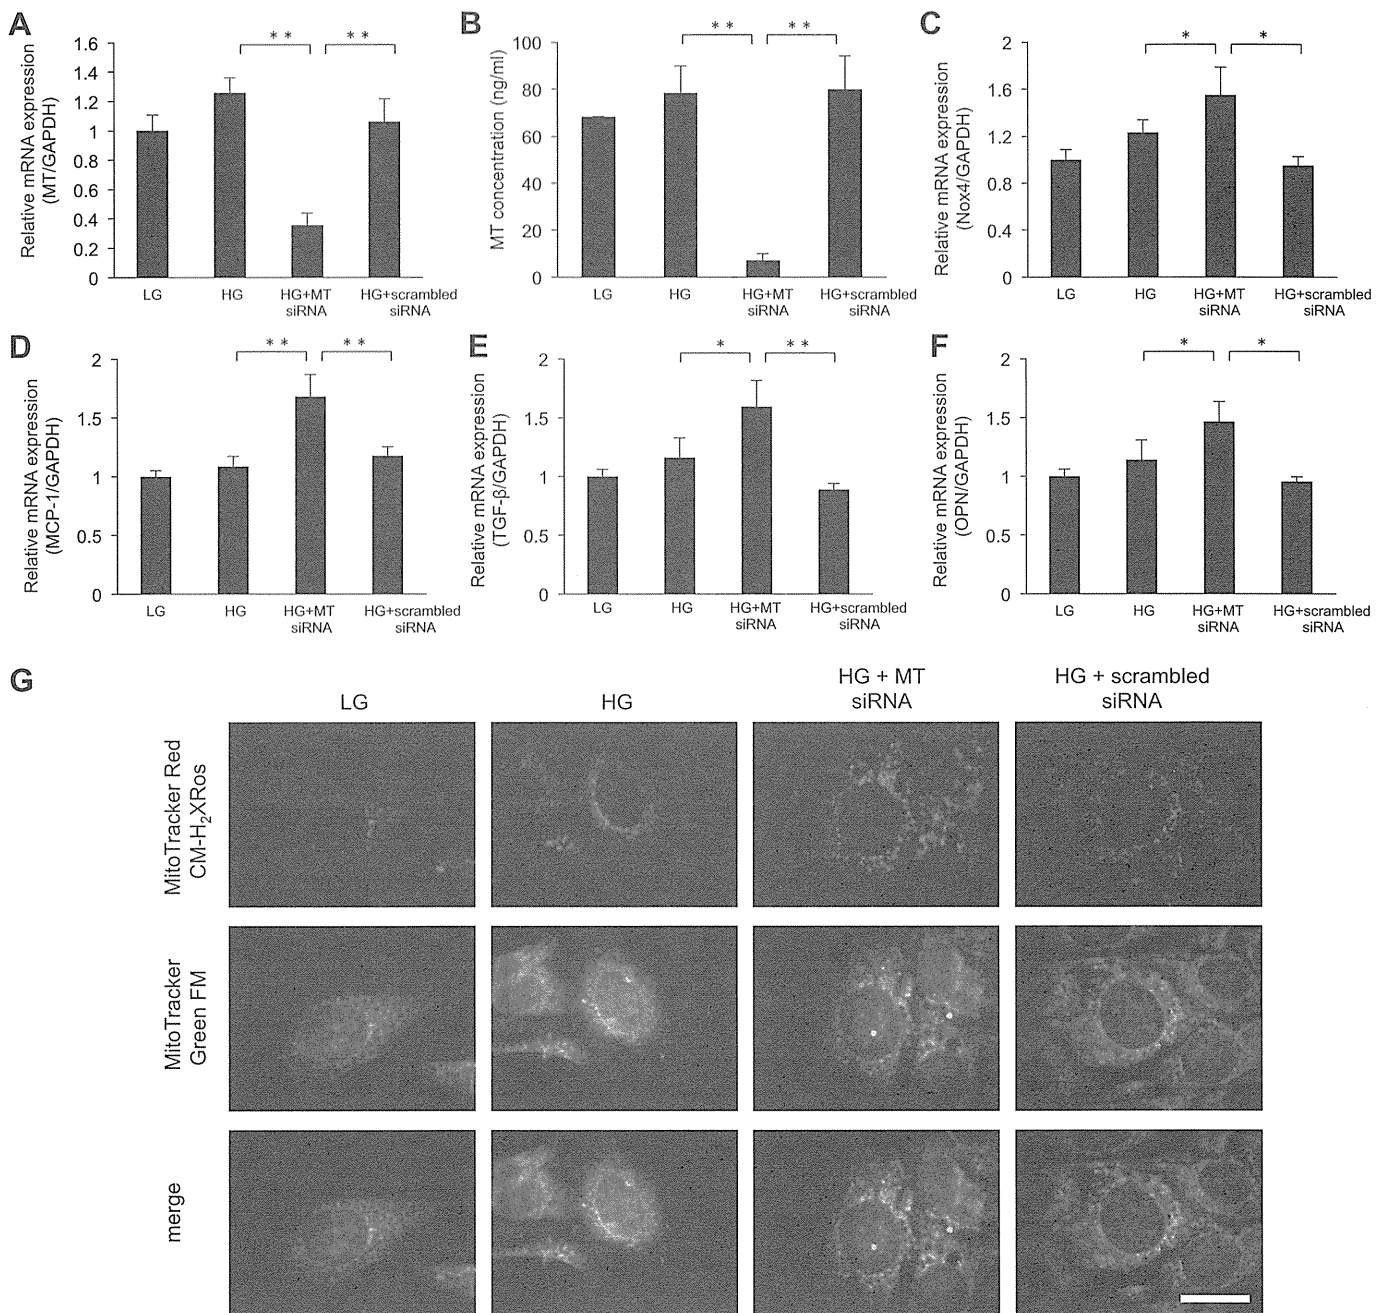 A
Relative mRNA expression
(MT/GAPDH)
1.6
1.4
1.2
1
0.8
0.6
0.4
0.2
0
* *
* *
LG
HG
HG+MT
siRNA
HG+scrambled
siRNA
B
MT concentration (ng/ml)
100
80
60
40
20
0
* *
* *
LG
HG
HG+MT
siRNA
HG+scrambled
siRNA
C
Relative mRNA expression
(Nox4/GAPDH)
2
1.6
1.2
0.8
0.4
0
*
*
LG
HG
HG+MT
siRNA
HG+scrambled
siRNA
D
Relative mRNA expression
(MCP-1/GAPDH)
2
1.5
1
0.5
0
* *
* *
LG
HG
HG+MT
siRNA
HG+scrambled
siRNA
E
Relative mRNA expression
(TGF-β/GAPDH)
2
1.5
1
0.5
0
*
* *
LG
HG
HG+MT
siRNA
HG+scrambled
siRNA
F
Relative mRNA expression
(OPN/GAPDH)
2
1.5
1
0.5
0
*
*
LG
HG
HG+MT
siRNA
HG+scrambled
siRNA
G
LG
HG
HG + MT
siRNA
HG + scrambled
siRNA
MitoTracker Red
CM-H₂XRos
MitoTracker
Green FM
merge